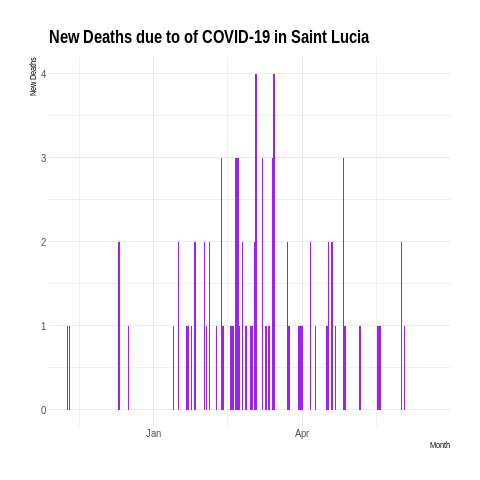 New Deaths due to of COVID-19 in Saint Lucia
New Deaths
4
3
2
1
0
Jan
Apr
Month